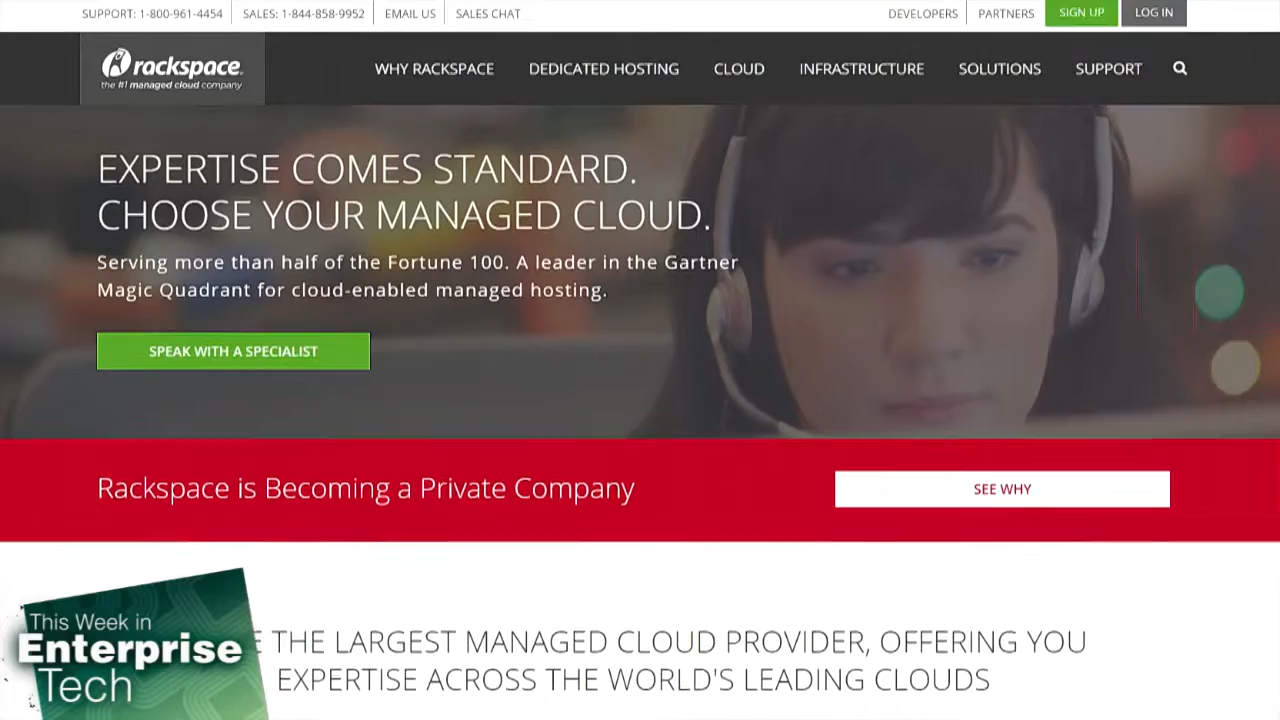 SUPPORT: 1-800-961-4454 SALES: 1-844-858-9952 EMAIL US SALES CHAT DEVELOPERS PARTNERS SIGN UP LOG IN
rackspace.
the #1 managed cloud company
WHY RACKSPACE DEDICATED HOSTING CLOUD INFRASTRUCTURE SOLUTIONS SUPPORT
EXPERTISE COMES STANDARD.
CHOOSE YOUR MANAGED CLOUD.
Serving more than half of the Fortune 100. A leader in the Gartner
Magic Quadrant for cloud-enabled managed hosting.
SPEAK WITH A SPECIALIST
Rackspace is Becoming a Private Company
SEE WHY
THE LARGEST MANAGED CLOUD PROVIDER, OFFERING YOU
EXPERTISE ACROSS THE WORLD'S LEADING CLOUDS
This Week in
Enterprise
Tech